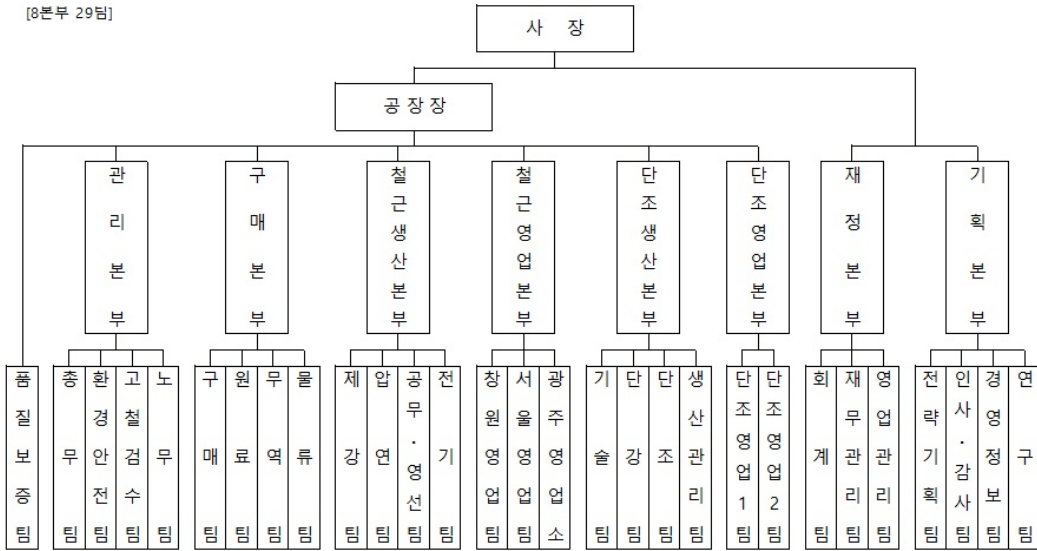 [8본부 29팀]
사 장
공 장 장
관리본부
구매본부
철근생산본부
철근영업본부
단조생산본부
단조영업본부
재정본부
기획본부
품질보증팀
총무팀
환경안전팀
고철검수팀
노무팀
구매팀
원료팀
무역팀
물류팀
제강팀
압연팀
공무·영선팀
전기팀
창원영업팀
서울영업팀
광주영업소
기술팀
단강팀
단조팀
생산관리팀
단조영업1팀
단조영업2팀
회계팀
재무관리팀
영업관리팀
전략기획팀
인사·감사팀
경영정보팀
연구팀